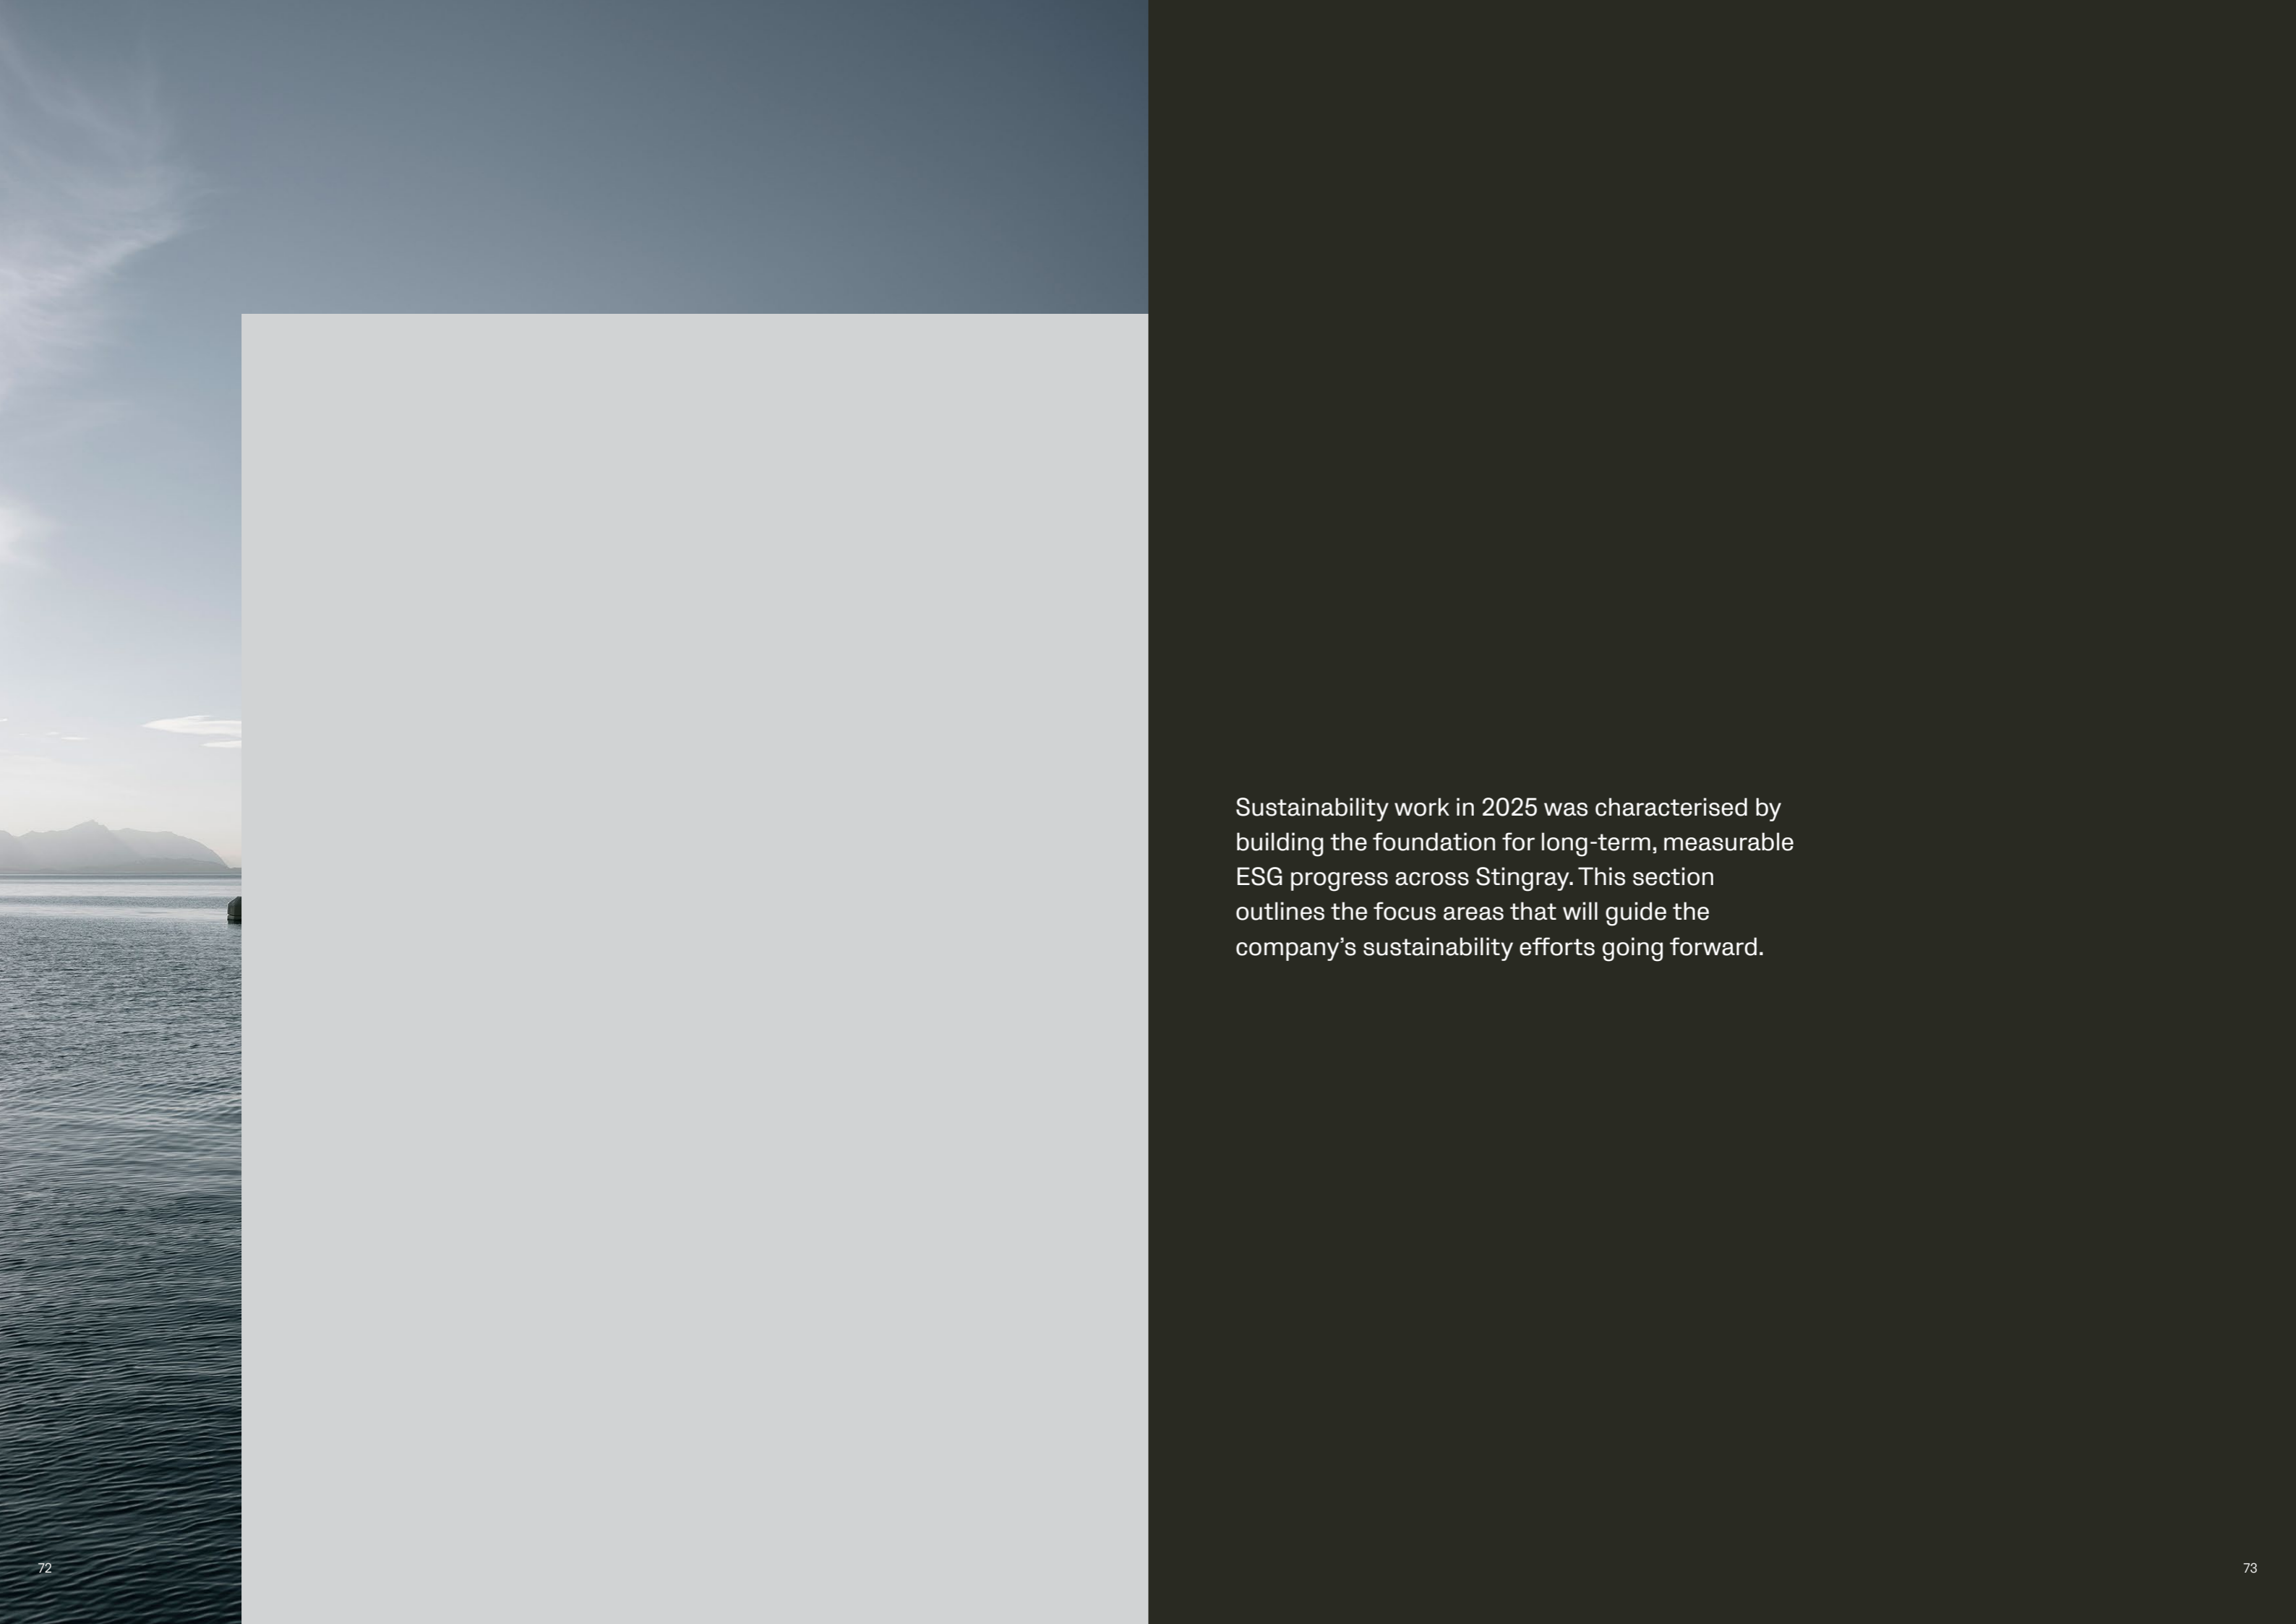 Sustainability work in 2025 was characterised by
building the foundation for long-term, measurable
ESG progress across Stingray. This section
outlines the focus areas that will guide the
company’s sustainability efforts going forward.
72
73